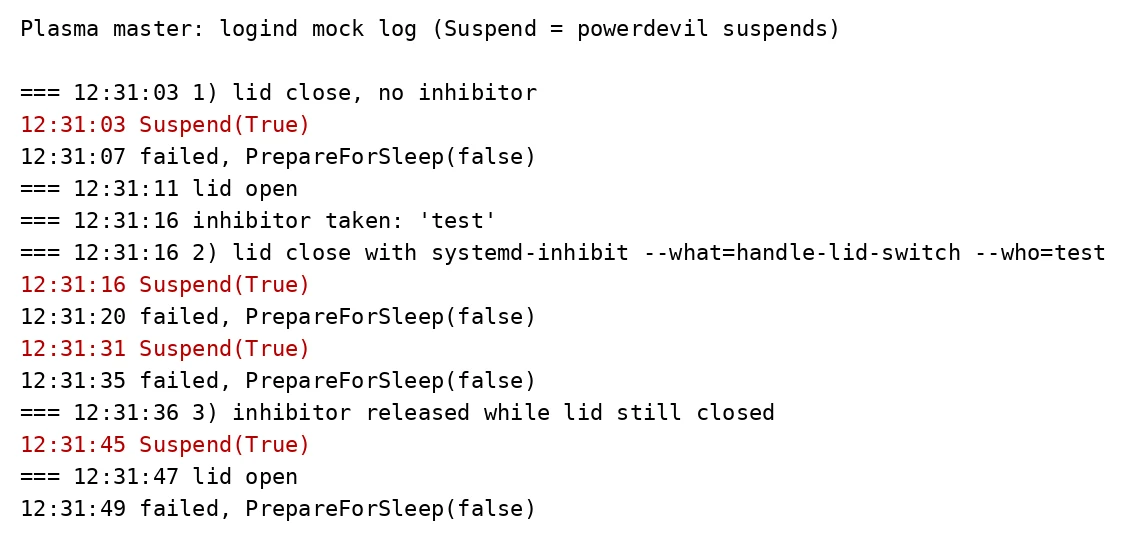 Plasma master: logind mock log (Suspend = powerdevil suspends)
=== 12:31:03 1) lid close, no inhibitor
12:31:03 Suspend(True)
12:31:07 failed, PrepareForSleep(false)
=== 12:31:11 lid open
=== 12:31:16 inhibitor taken: 'test'
=== 12:31:16 2) lid close with systemd-inhibit --what=handle-lid-switch --who=test
12:31:16 Suspend(True)
12:31:20 failed, PrepareForSleep(false)
12:31:31 Suspend(True)
12:31:35 failed, PrepareForSleep(false)
=== 12:31:36 3) inhibitor released while lid still closed
12:31:45 Suspend(True)
=== 12:31:47 lid open
12:31:49 failed, PrepareForSleep(false)